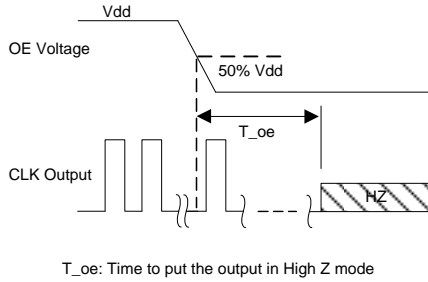 Vdd
OE Voltage
50% Vdd
T_oe
CLK Output
HZ
T_oe: Time to put the output in High Z mode